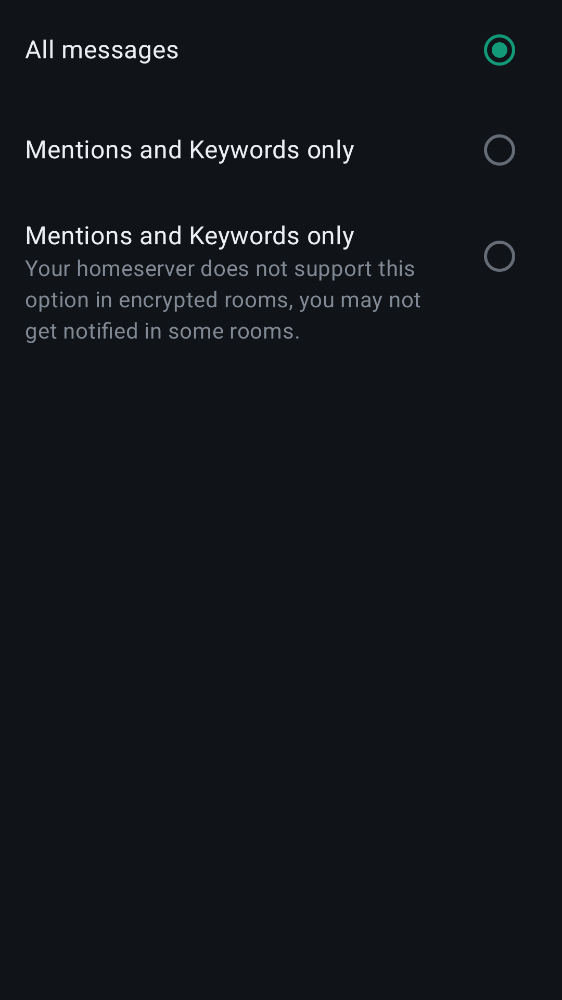 All messages
Mentions and Keywords only
Mentions and Keywords only
Your homeserver does not support this
option in encrypted rooms, you may not
get notified in some rooms.